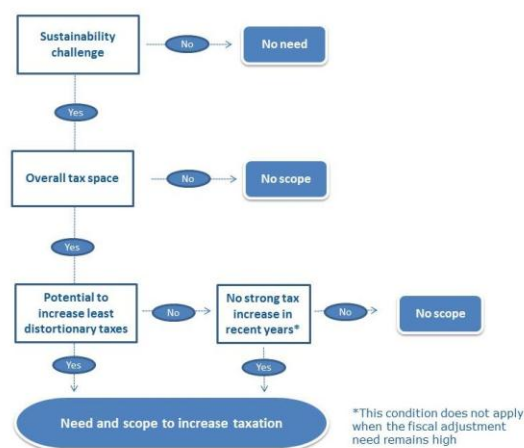 Sustainability
challenge
No
No need
Yes
Overall tax space
No
No scope
Yes
Potential to
increase least
distortionary taxes
No
No strong tax
increase in
recent years*
No
No scope
Yes
Yes
Need and scope to increase taxation
*This condition does not apply
when the fiscal adjustment
need remains high